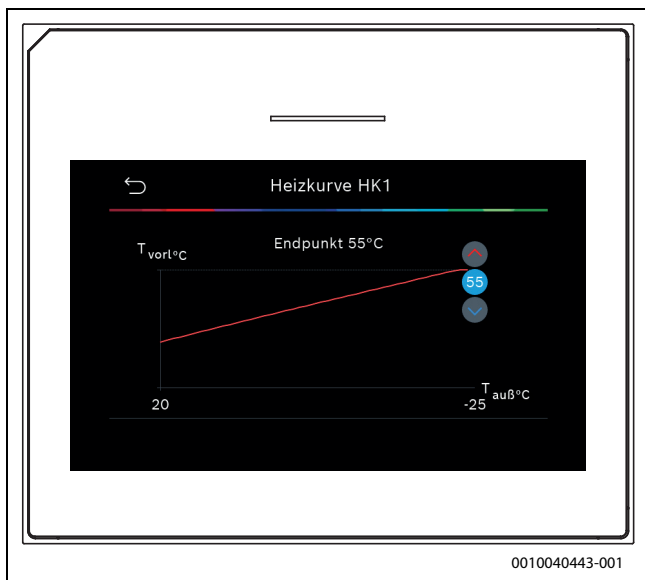 Heizkurve HK1
Endpunkt 55°C
T vorl°C
55
T auß°C
20
-25
0010040443-001